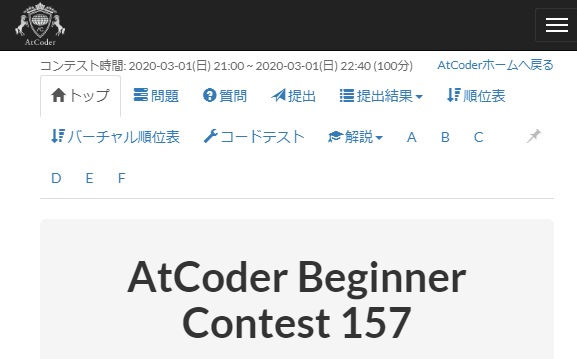 AtCoder
コンテスト時間: 2020-03-01(日) 21:00 ~ 2020-03-01(日) 22:40 (100分) AtCoderホームへ戻る
トップ 問題 質問 提出 提出結果 順位表
バーチャル順位表 コードテスト 解説 A B C
D E F
AtCoder Beginner
Contest 157